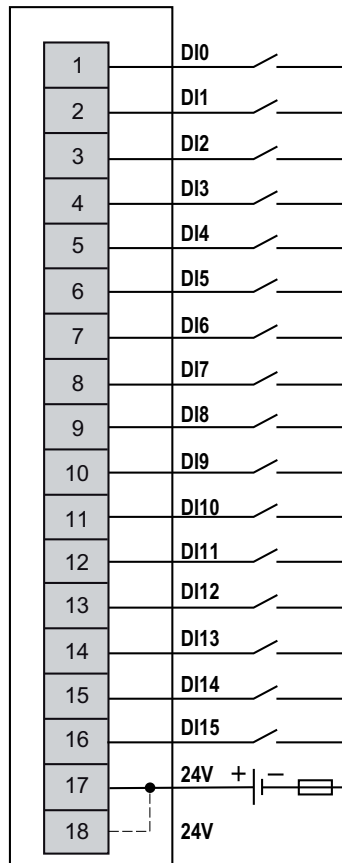 1 DI0
2 DI1
3 DI2
4 DI3
5 DI4
6 DI5
7 DI6
8 DI7
9 DI8
10 DI9
11 DI10
12 DI11
13 DI12
14 DI13
15 DI14
16 DI15
17 24V + −
18 24V